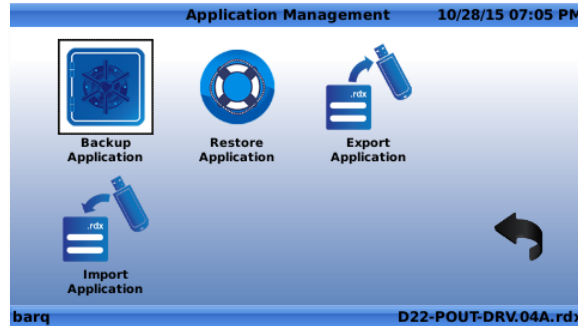 Application Management 10/28/15 07:05 PM
Backup
Application
Restore
Application
.rdx
Export
Application
.rdx
Import
Application
barq D22-POUT-DRV.04A.rdx